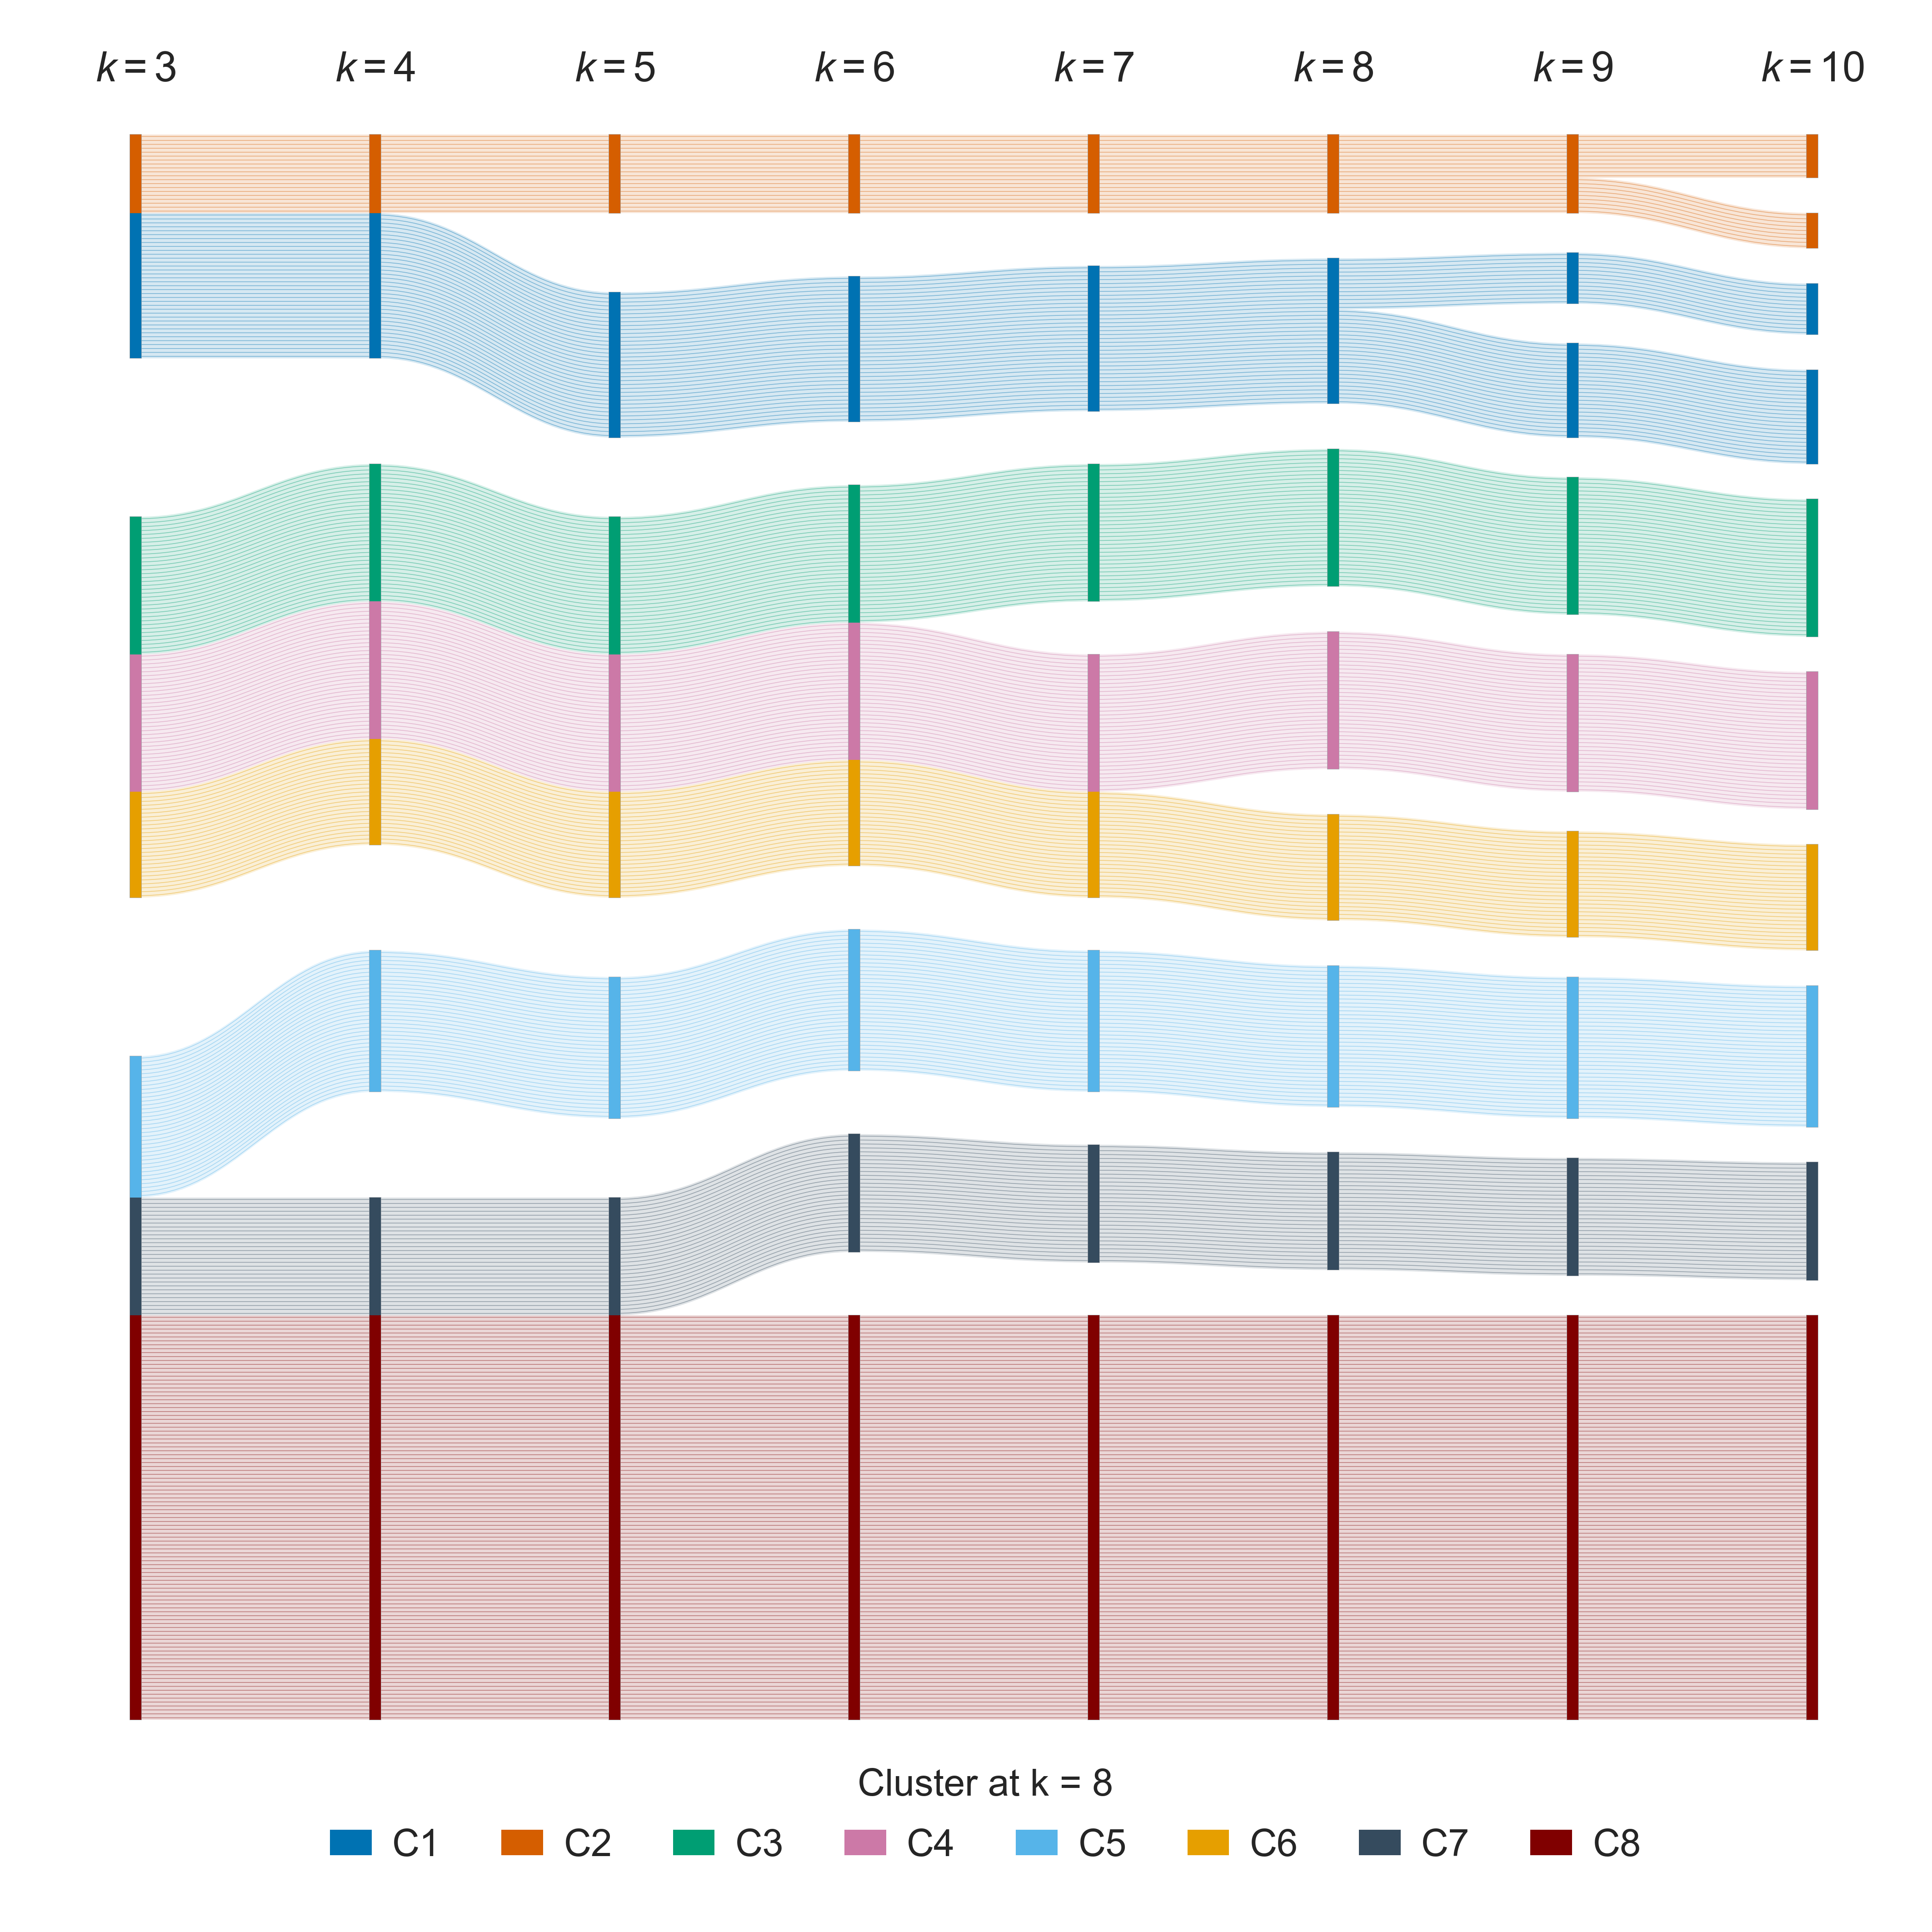 k = 3 k = 4 k = 5 k = 6 k = 7 k = 8 k = 9 k = 10
Cluster at k = 8
C1 C2 C3 C4 C5 C6 C7 C8